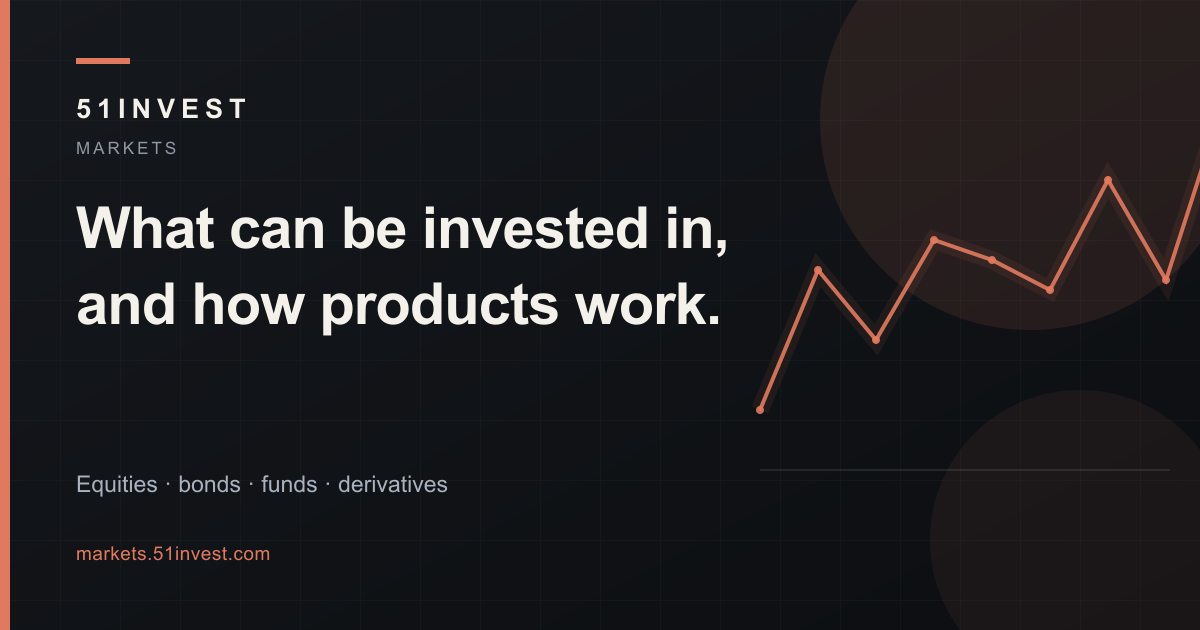 51INVEST
MARKETS
What can be invested in,
and how products work.
Equities · bonds · funds · derivatives
markets.51invest.com